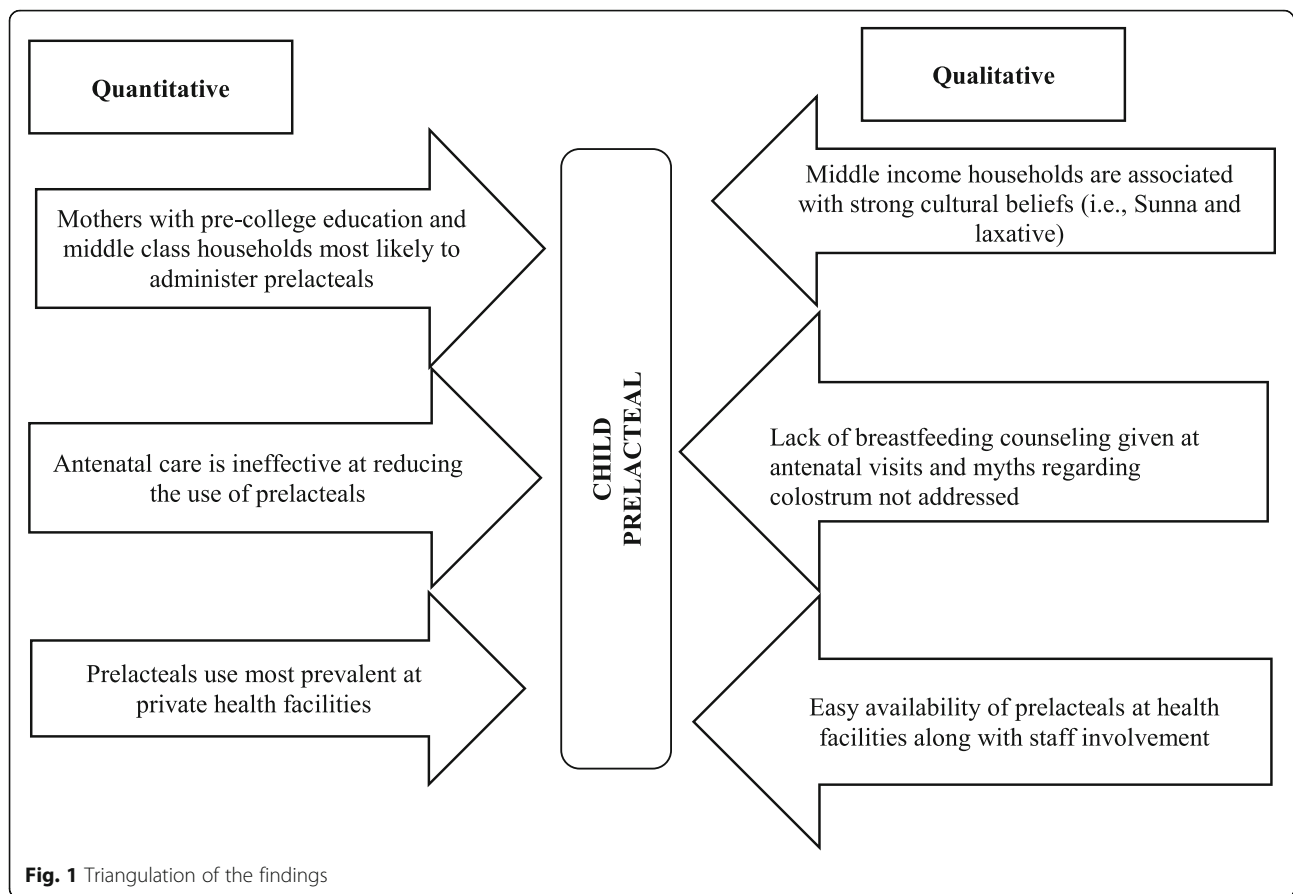 Quantitative
Qualitative
Mothers with pre-college education and
middle class households most likely to
administer prelacteals
Antenatal care is ineffective at reducing
the use of prelacteals
Prelacteals use most prevalent at
private health facilities
CHILD
PRELACTEAL
Middle income households are associated
with strong cultural beliefs (i.e., Sunna and
laxative)
Lack of breastfeeding counseling given at
antenatal visits and myths regarding
colostrum not addressed
Easy availability of prelacteals at health
facilities along with staff involvement
Fig. 1 Triangulation of the findings